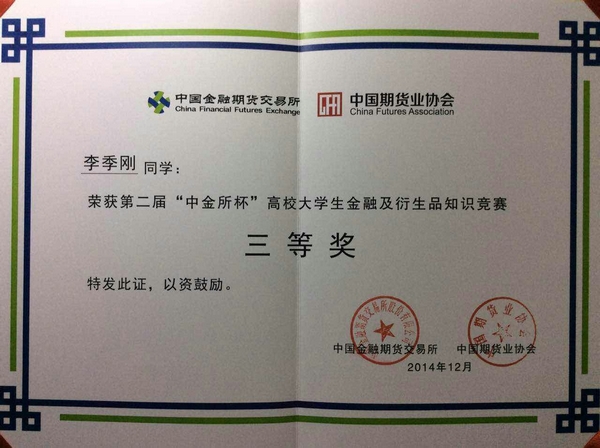 中国金融期货交易所 中国期货业协会
China Financial Futures Exchange China Futures Association
李季刚 同学：
荣获第二届“中金所杯”高校大学生金融及衍生品知识竞赛
三等奖
特发此证，以资鼓励。
中国金融期货交易所 中国期货业协会
2014年12月